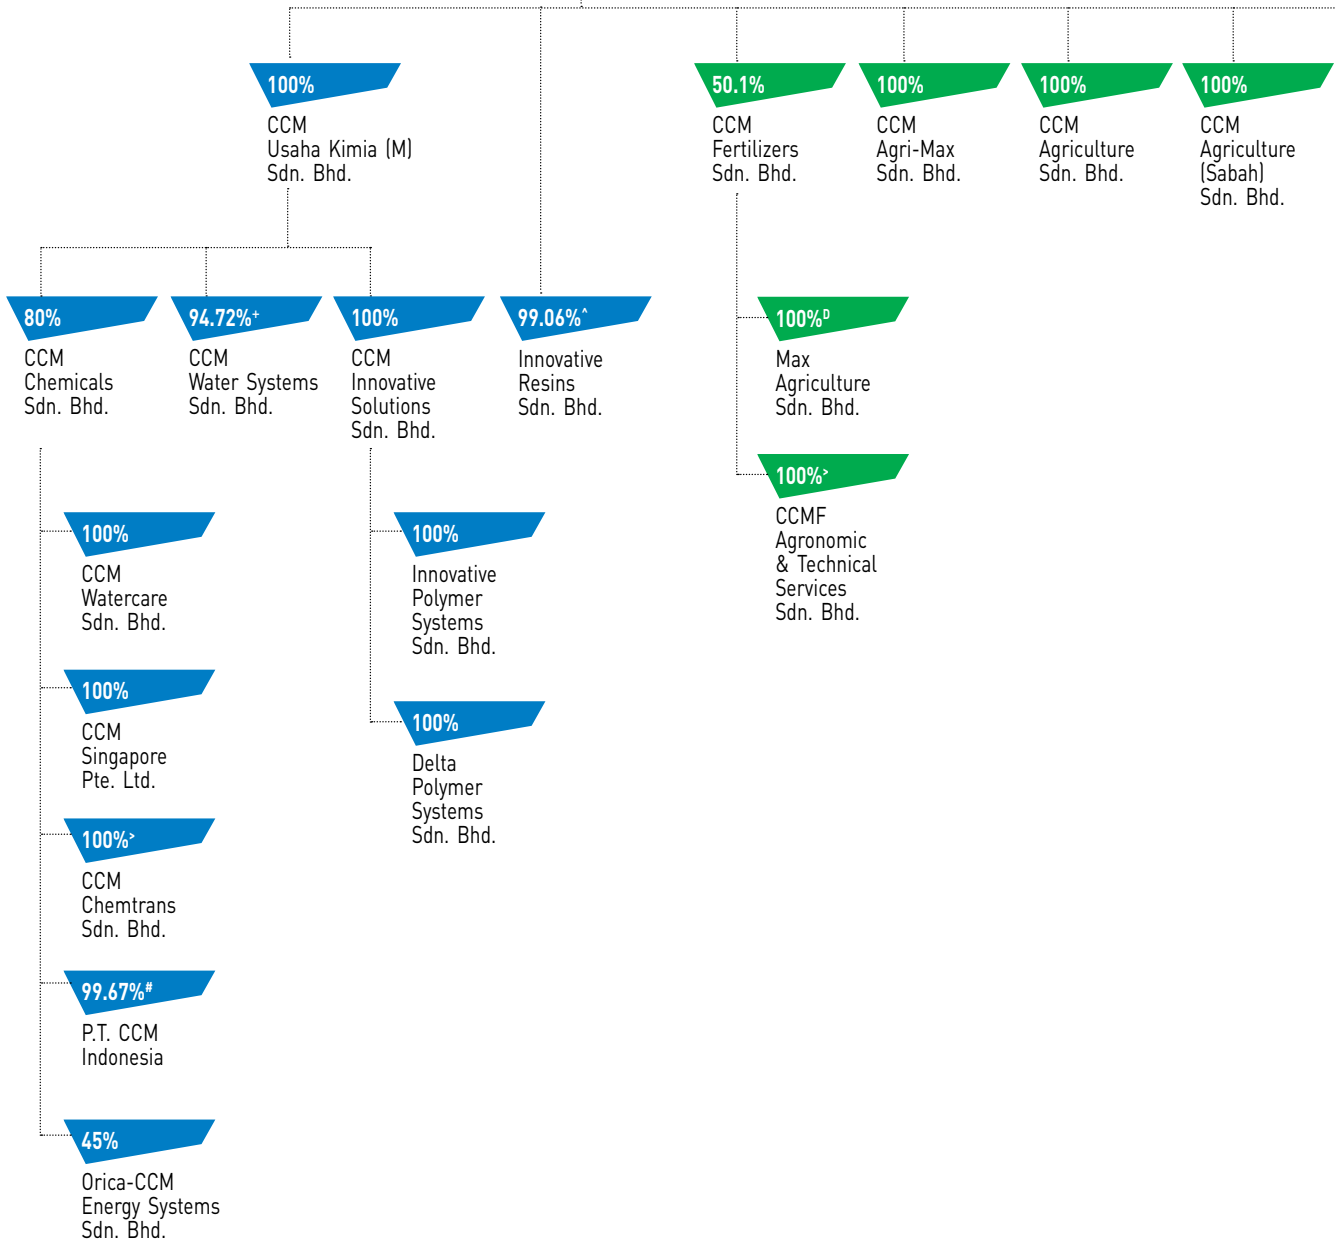 100%
CCM
Usaha Kimia (M)
Sdn. Bhd.
50.1%
CCM
Fertilizers
Sdn. Bhd.
100%
CCM
Agri-Max
Sdn. Bhd.
100%
CCM
Agriculture
Sdn. Bhd.
100%
CCM
Agriculture
(Sabah)
Sdn. Bhd.
80%
CCM
Chemicals
Sdn. Bhd.
94.72%+
CCM
Water Systems
Sdn. Bhd.
100%
CCM
Innovative
Solutions
Sdn. Bhd.
99.06%^
Innovative
Resins
Sdn. Bhd.
100%D
Max
Agriculture
Sdn. Bhd.
100%>
CCMF
Agronomic
& Technical
Services
Sdn. Bhd.
100%
CCM
Watercare
Sdn. Bhd.
100%
CCM
Singapore
Pte. Ltd.
100%>
CCM
Chemtrans
Sdn. Bhd.
99.67%#
P.T. CCM
Indonesia
45%
Orica-CCM
Energy Systems
Sdn. Bhd.
100%
Innovative
Polymer
Systems
Sdn. Bhd.
100%
Delta
Polymer
Systems
Sdn. Bhd.